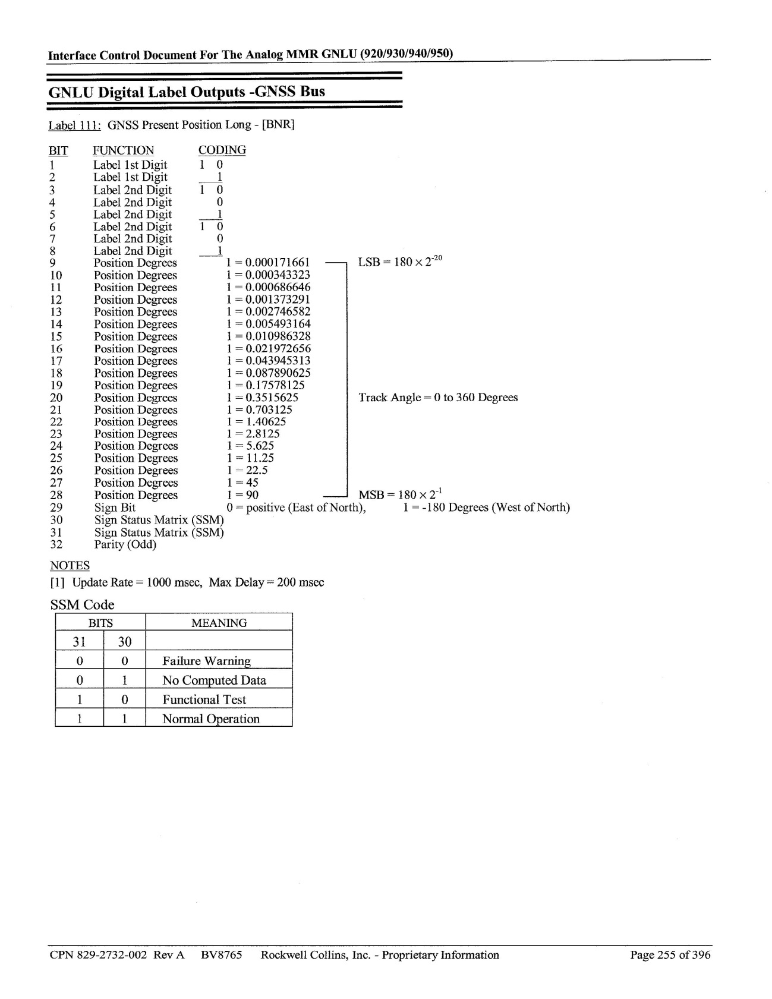 Interface Control Document For The Analog MMR GNLU (920/930/940/950)
GNLU Digital Label Outputs -GNSS Bus
Label 111: GNSS Present Position Long - [BNR]
BIT FUNCTION CODING
1 Label 1st Digit 1 0
2 Label 1st Digit 1
3 Label 2nd Digit 1 0
4 Label 2nd Digit 0
5 Label 2nd Digit 1
6 Label 2nd Digit 1 0
7 Label 2nd Digit 0
8 Label 2nd Digit 1
9 Position Degrees 1 = 0.000171661 LSB = 180 × 2⁻²⁰
10 Position Degrees 1 = 0.000343323
11 Position Degrees 1 = 0.000686646
12 Position Degrees 1 = 0.001373291
13 Position Degrees 1 = 0.002746582
14 Position Degrees 1 = 0.005493164
15 Position Degrees 1 = 0.010986328
16 Position Degrees 1 = 0.021972656
17 Position Degrees 1 = 0.043945313
18 Position Degrees 1 = 0.087890625
19 Position Degrees 1 = 0.17578125
20 Position Degrees 1 = 0.3515625 Track Angle = 0 to 360 Degrees
21 Position Degrees 1 = 0.703125
22 Position Degrees 1 = 1.40625
23 Position Degrees 1 = 2.8125
24 Position Degrees 1 = 5.625
25 Position Degrees 1 = 11.25
26 Position Degrees 1 = 22.5
27 Position Degrees 1 = 45
28 Position Degrees 1 = 90 MSB = 180 × 2⁻¹
29 Sign Bit 0 = positive (East of North), 1 = -180 Degrees (West of North)
30 Sign Status Matrix (SSM)
31 Sign Status Matrix (SSM)
32 Parity (Odd)
NOTES
[1] Update Rate = 1000 msec, Max Delay = 200 msec
SSM Code
BITS MEANING
31 30
0 0 Failure Warning
0 1 No Computed Data
1 0 Functional Test
1 1 Normal Operation
CPN 829-2732-002 Rev A BV8765 Rockwell Collins, Inc. - Proprietary Information Page 255 of 396